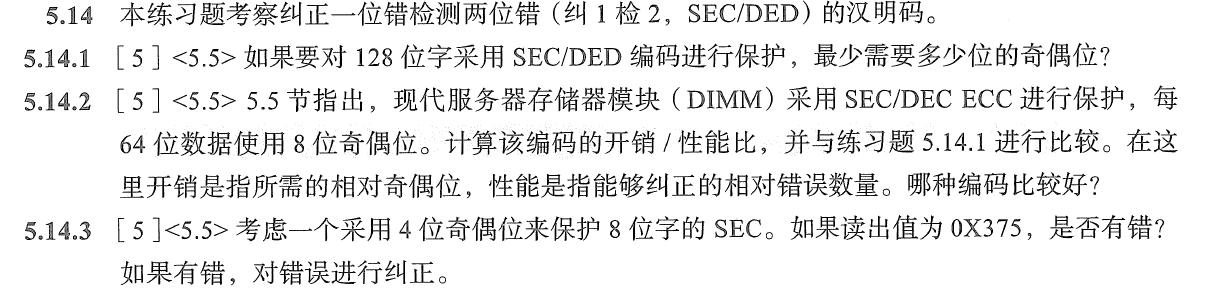 5.14 本练习题考察纠正一位错检测两位错（纠 1 检 2，SEC/DED）的汉明码。
5.14.1 ［5］<5.5> 如果要对 128 位字采用 SEC/DED 编码进行保护，最少需要多少位的奇偶位？
5.14.2 ［5］<5.5> 5.5 节指出，现代服务器存储器模块（DIMM）采用 SEC/DEC ECC 进行保护，每
64 位数据使用 8 位奇偶位。计算该编码的开销 / 性能比，并与练习题 5.14.1 进行比较。在这
里开销是指所需的相对奇偶位，性能是指能够纠正的相对错误数量。哪种编码比较好？
5.14.3 ［5］<5.5> 考虑一个采用 4 位奇偶位来保护 8 位字的 SEC。如果读出值为 0X375，是否有错？
如果有错，对错误进行纠正。